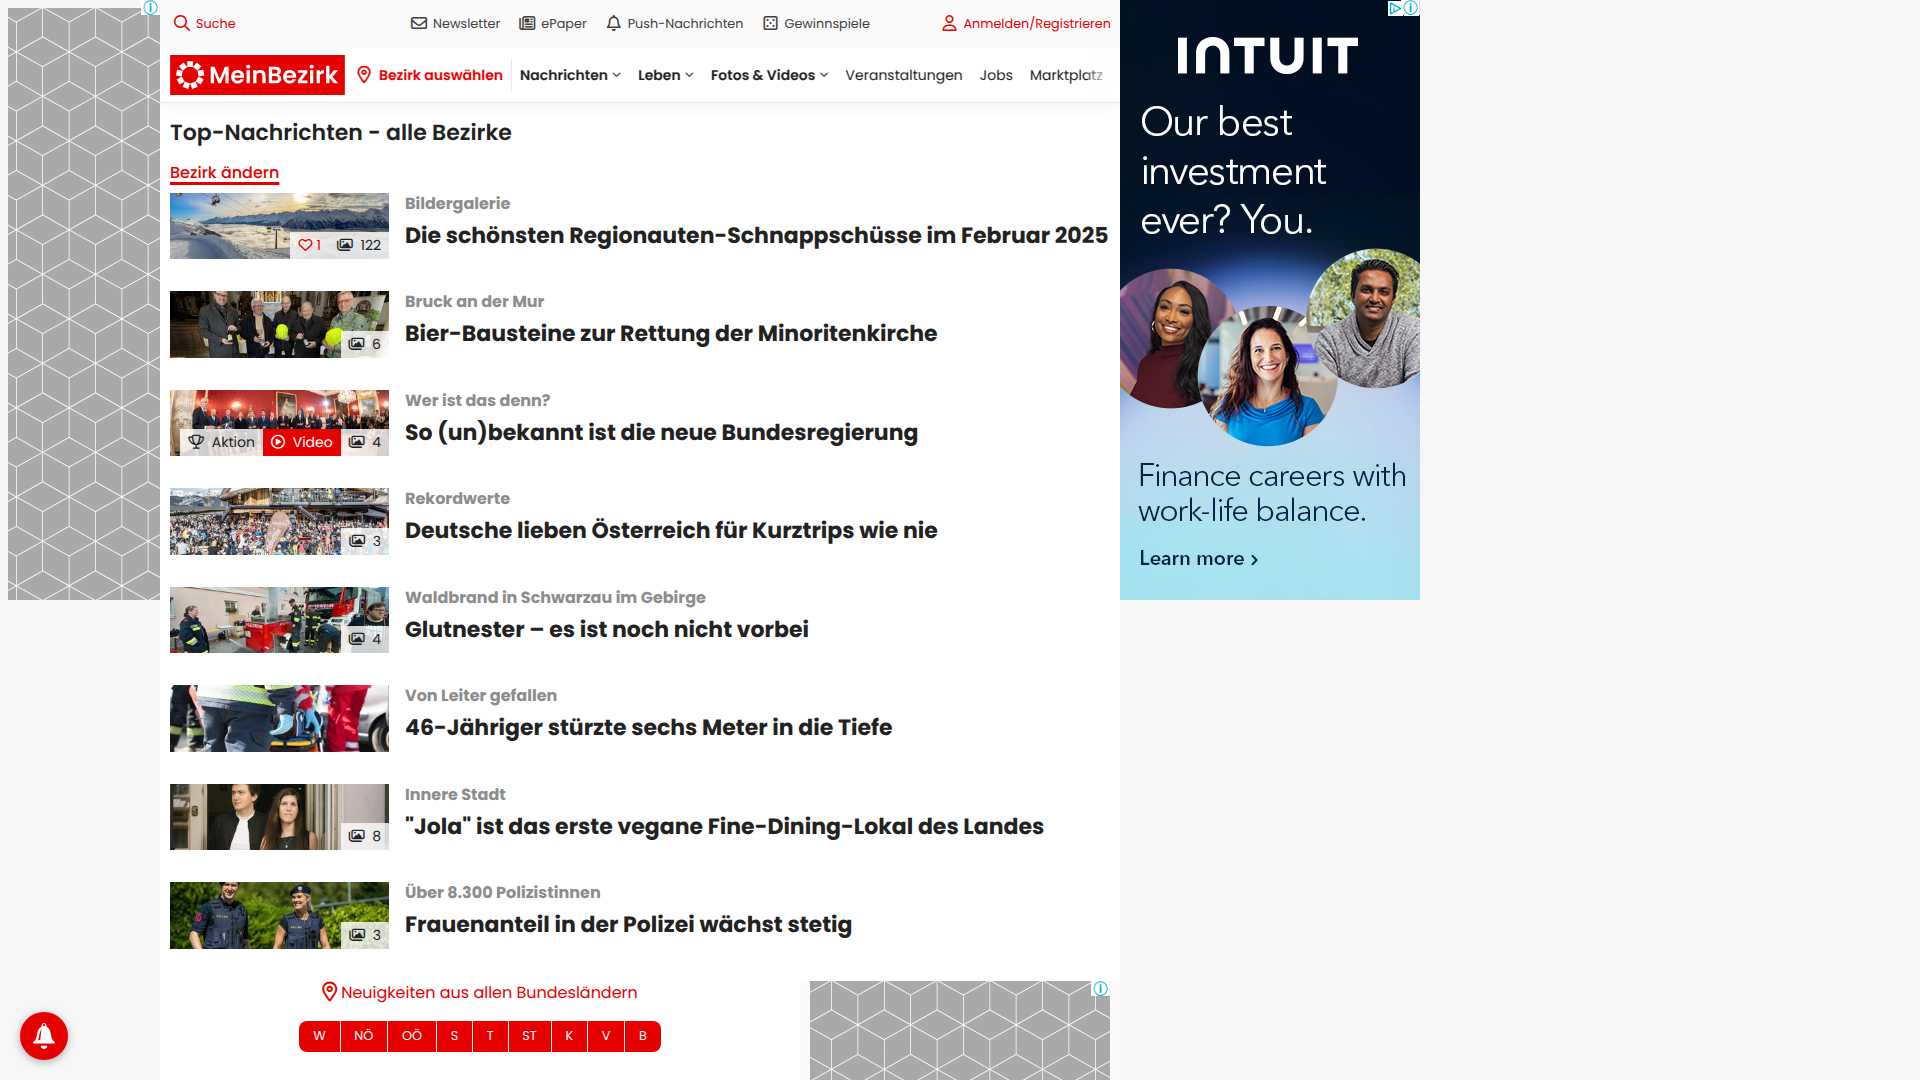 Suche
Newsletter
ePaper
Push-Nachrichten
Gewinnspiele
Anmelden/Registrieren
MeinBezirk
Bezirk auswählen
Nachrichten
Leben
Fotos & Videos
Veranstaltungen
Jobs
Marktplatz
Top-Nachrichten - alle Bezirke
Bezirk ändern
1
122
Bildergalerie
Die schönsten Regionauten-Schnappschüsse im Februar 2025
6
Bruck an der Mur
Bier-Bausteine zur Rettung der Minoritenkirche
Aktion
Video
4
Wer ist das denn?
So (un)bekannt ist die neue Bundesregierung
3
Rekordwerte
Deutsche lieben Österreich für Kurztrips wie nie
4
Waldbrand in Schwarzau im Gebirge
Glutnester – es ist noch nicht vorbei
Von Leiter gefallen
46-Jähriger stürzte sechs Meter in die Tiefe
8
Innere Stadt
"Jola" ist das erste vegane Fine-Dining-Lokal des Landes
3
Über 8.300 Polizistinnen
Frauenanteil in der Polizei wächst stetig
Neuigkeiten aus allen Bundesländern
W
NÖ
OÖ
S
T
ST
K
V
B
INTUIT
Our best
investment
ever? You.
Finance careers with
work-life balance.
Learn more